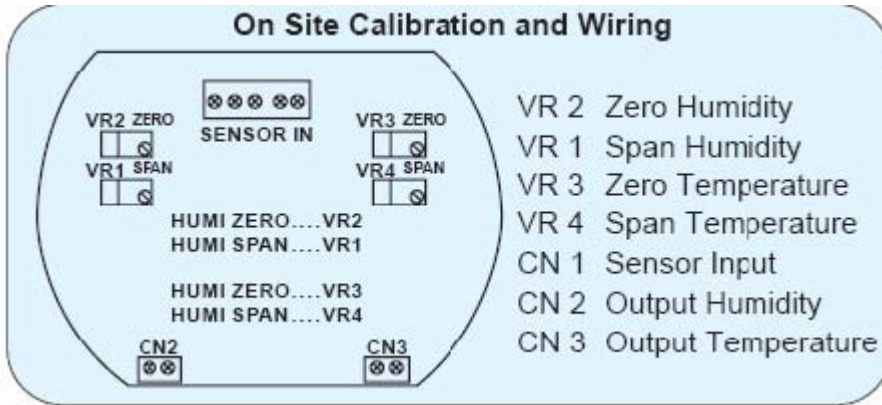 On Site Calibration and Wiring
VR2 ZERO
SENSOR IN
VR3 ZERO
VR1 SPAN
VR4 SPAN
HUMI ZERO....VR2
HUMI SPAN....VR1
HUMI ZERO....VR3
HUMI SPAN....VR4
CN2
CN3
VR 2 Zero Humidity
VR 1 Span Humidity
VR 3 Zero Temperature
VR 4 Span Temperature
CN 1 Sensor Input
CN 2 Output Humidity
CN 3 Output Temperature